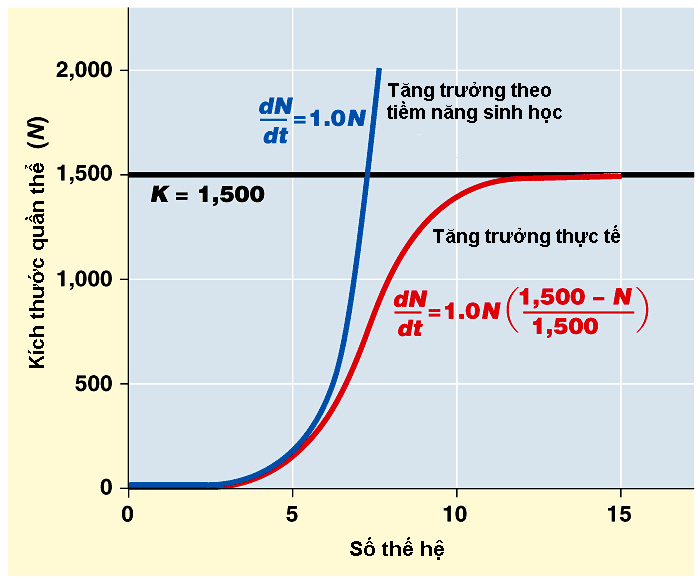 2,000
1,500
1,000
500
0
Kích thước quần thể (N)
dN/dt = 1.0N
Tăng trưởng theo
tiềm năng sinh học
K = 1,500
Tăng trưởng thực tế
dN/dt = 1.0N ( 1,500 – N / 1,500 )
0 5 10 15
Số thế hệ